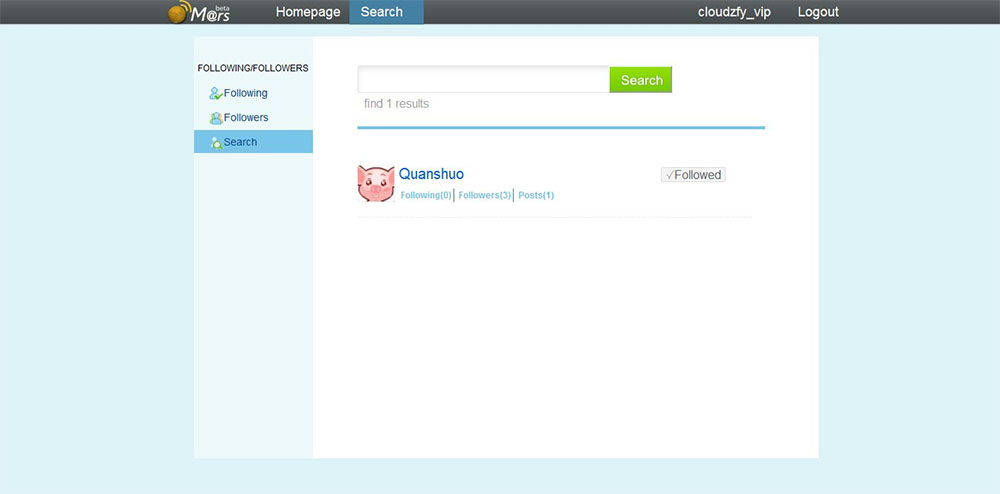 M@rs beta Homepage Search cloudzfy_vip Logout
FOLLOWING/FOLLOWERS
Following
Followers
Search
Search
find 1 results
Quanshuo
✓Followed
Following(0) Followers(3) Posts(1)